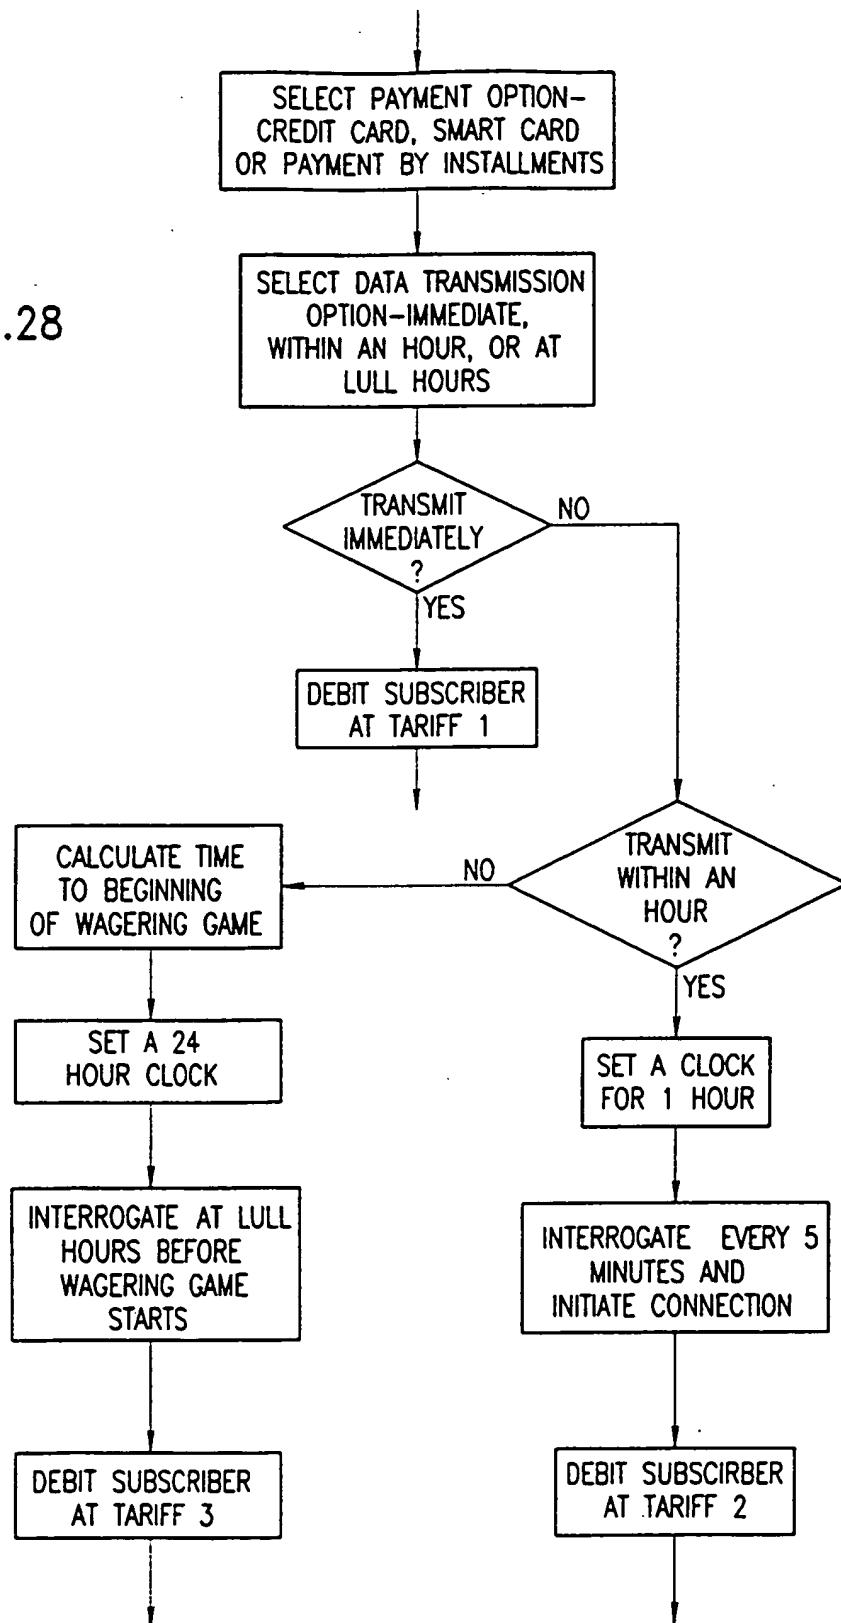 SELECT PAYMENT OPTION-
CREDIT CARD, SMART CARD
OR PAYMENT BY INSTALLMENTS
SELECT DATA TRANSMISSION
OPTION-IMMEDIATE,
WITHIN AN HOUR, OR AT
LULL HOURS
.28
TRANSMIT
IMMEDIATELY
?
NO
YES
DEBIT SUBSCRIBER
AT TARIFF 1
TRANSMIT
WITHIN AN
HOUR
?
NO
YES
CALCULATE TIME
TO BEGINNING
OF WAGERING GAME
SET A 24
HOUR CLOCK
INTERROGATE AT LULL
HOURS BEFORE
WAGERING GAME
STARTS
DEBIT SUBSCRIBER
AT TARIFF 3
SET A CLOCK
FOR 1 HOUR
INTERROGATE EVERY 5
MINUTES AND
INITIATE CONNECTION
DEBIT SUBSCIRBER
AT TARIFF 2